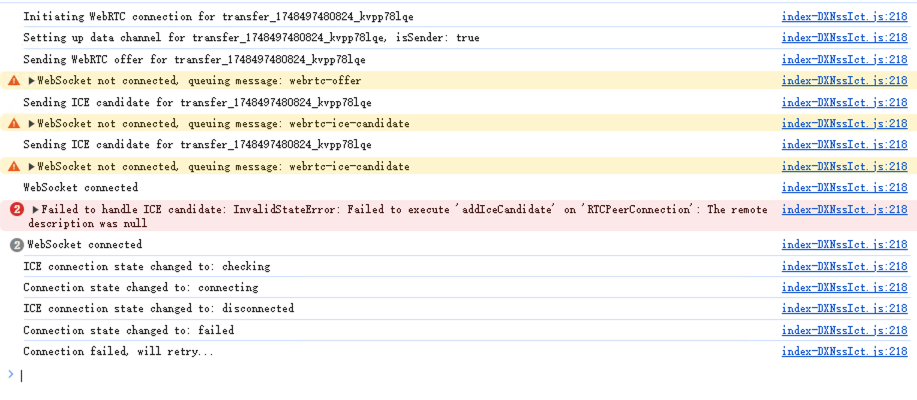 Initiating WebRTC connection for transfer_1748497480824_kvpp78lqe index-DXNssIct.js:218
Setting up data channel for transfer_1748497480824_kvpp78lqe, isSender: true index-DXNssIct.js:218
Sending WebRTC offer for transfer_1748497480824_kvpp78lqe index-DXNssIct.js:218
WebSocket not connected, queuing message: webrtc-offer index-DXNssIct.js:218
Sending ICE candidate for transfer_1748497480824_kvpp78lqe index-DXNssIct.js:218
WebSocket not connected, queuing message: webrtc-ice-candidate index-DXNssIct.js:218
Sending ICE candidate for transfer_1748497480824_kvpp78lqe index-DXNssIct.js:218
WebSocket not connected, queuing message: webrtc-ice-candidate index-DXNssIct.js:218
WebSocket connected index-DXNssIct.js:218
2 Failed to handle ICE candidate: InvalidStateError: Failed to execute 'addIceCandidate' on 'RTCPeerConnection': The remote index-DXNssIct.js:218
description was null
2 WebSocket connected index-DXNssIct.js:218
ICE connection state changed to: checking index-DXNssIct.js:218
Connection state changed to: connecting index-DXNssIct.js:218
ICE connection state changed to: disconnected index-DXNssIct.js:218
Connection state changed to: failed index-DXNssIct.js:218
Connection failed, will retry... index-DXNssIct.js:218